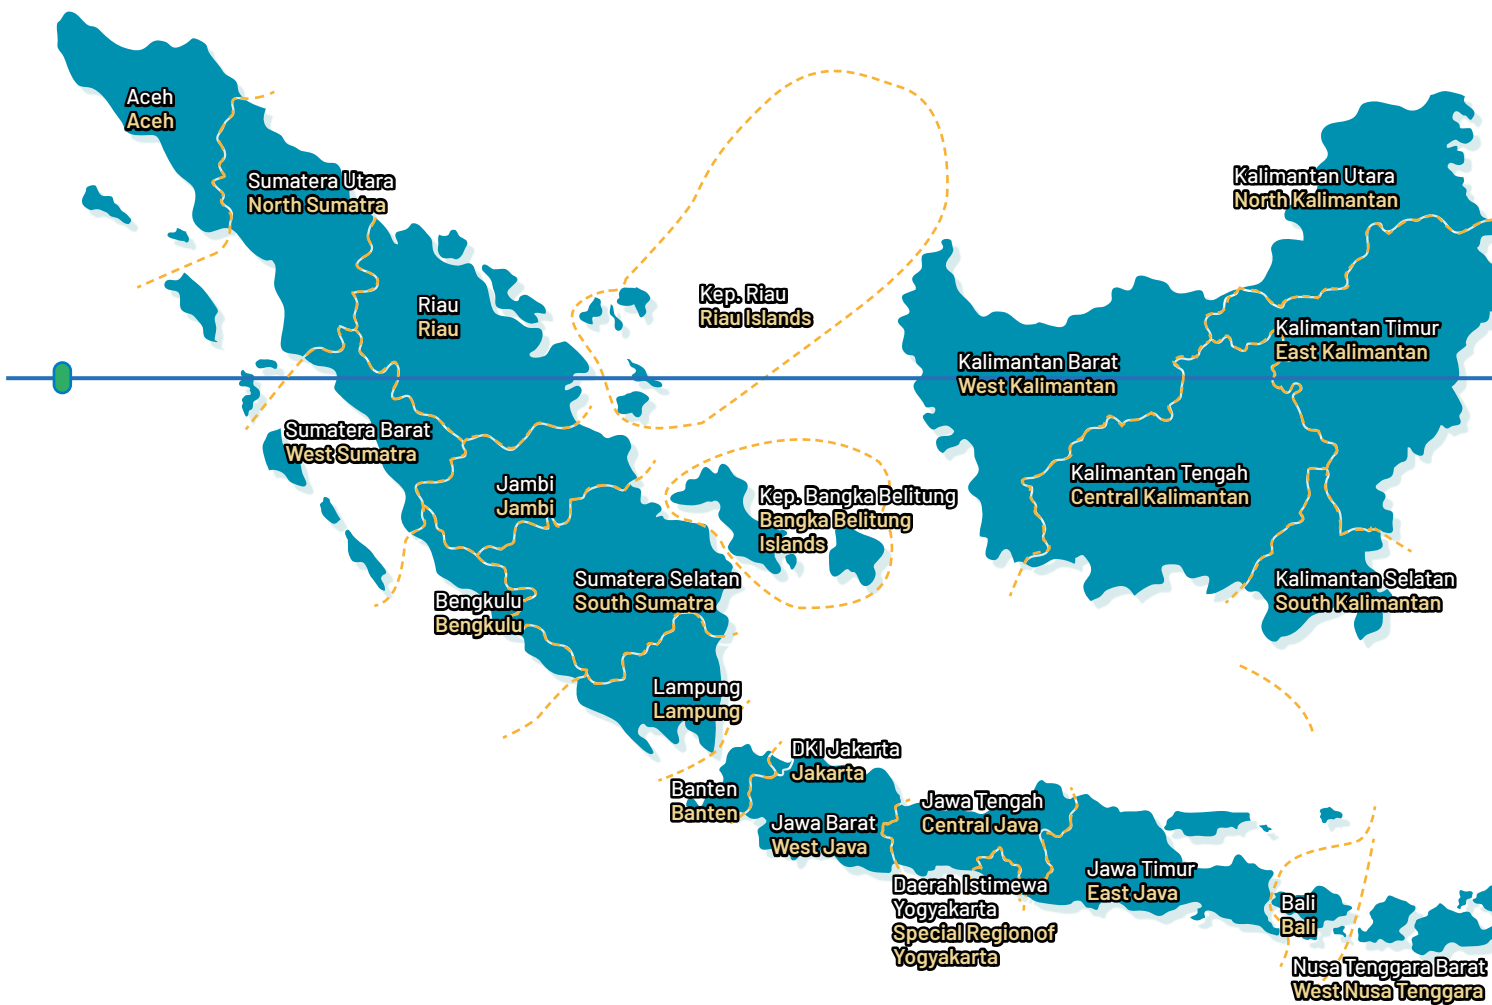 Aceh
Aceh
Sumatera Utara
North Sumatra
Kalimantan Utara
North Kalimantan
Kep. Riau
Riau Islands
Riau
Riau
Kalimantan Timur
East Kalimantan
Kalimantan Barat
West Kalimantan
Sumatera Barat
West Sumatra
Kalimantan Tengah
Central Kalimantan
Jambi
Jambi
Kep. Bangka Belitung
Bangka Belitung
Islands
Sumatera Selatan
South Sumatra
Kalimantan Selatan
South Kalimantan
Bengkulu
Bengkulu
Lampung
Lampung
DKI Jakarta
Jakarta
Banten
Banten
Jawa Tengah
Central Java
Jawa Barat
West Java
Jawa Timur
East Java
Daerah Istimewa
Yogyakarta
Special Region of
Yogyakarta
Bali
Bali
Nusa Tenggara Barat
West Nusa Tenggara